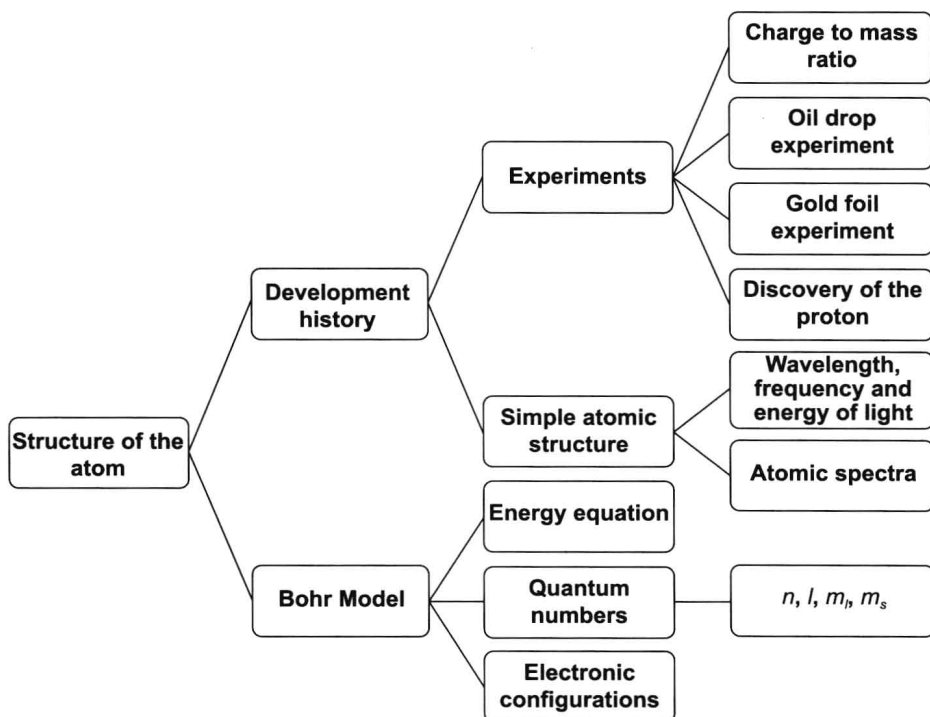 Charge to mass
ratio
Oil drop
experiment
Experiments
Gold foil
experiment
Development
history
Discovery of the
proton
Wavelength,
frequency and
energy of light
Structure of the
atom
Simple atomic
structure
Atomic spectra
Energy equation
Bohr Model
Quantum
numbers
n, l, mₗ, mₛ
Electronic
configurations